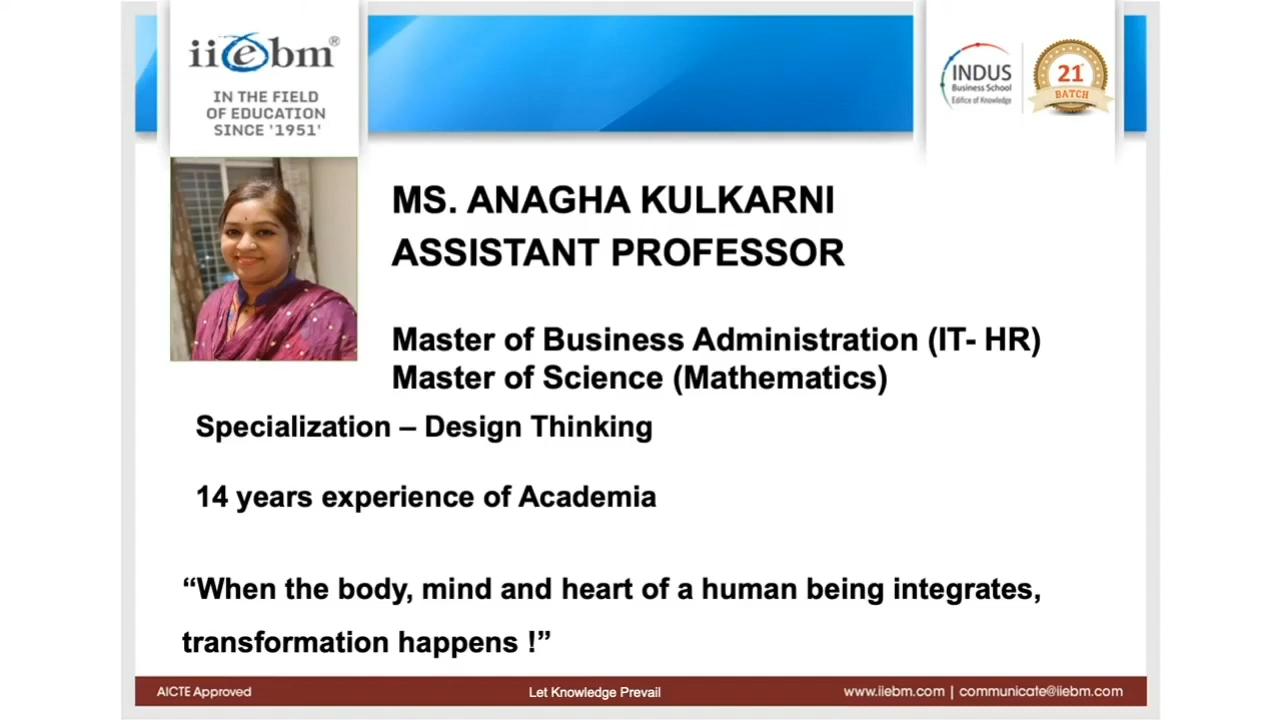 iiebm®
IN THE FIELD
OF EDUCATION
SINCE '1951'
INDUS
Business School
Edifice of Knowledge
21
BATCH
MS. ANAGHA KULKARNI
ASSISTANT PROFESSOR
Master of Business Administration (IT- HR)
Master of Science (Mathematics)
Specialization – Design Thinking
14 years experience of Academia
“When the body, mind and heart of a human being integrates,
transformation happens !”
AICTE Approved
Let Knowledge Prevail
www.iiebm.com | communicate@iiebm.com